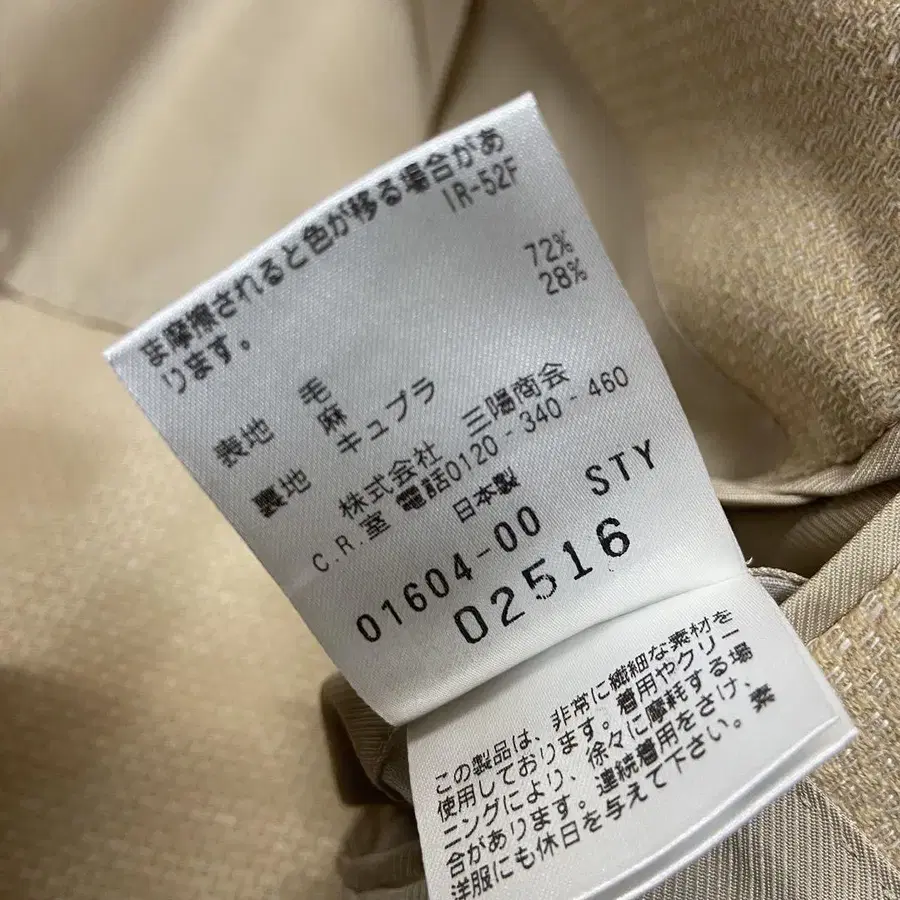 ま摩擦されると色が移る場合があ
ります。 IR-52F
表地 毛 72%
麻 28%
裏地 キュプラ
株式会社 三陽商会
C.R.室 電話0120-340-460
日本製
01604-00 STY
D2516
この製品は、非常に繊細な素材を
使用しております。着用やクリー
ニングにより、徐々に摩耗する場
合があります。連続着用をさけ、
洋服にも休日を与えて下さい。素